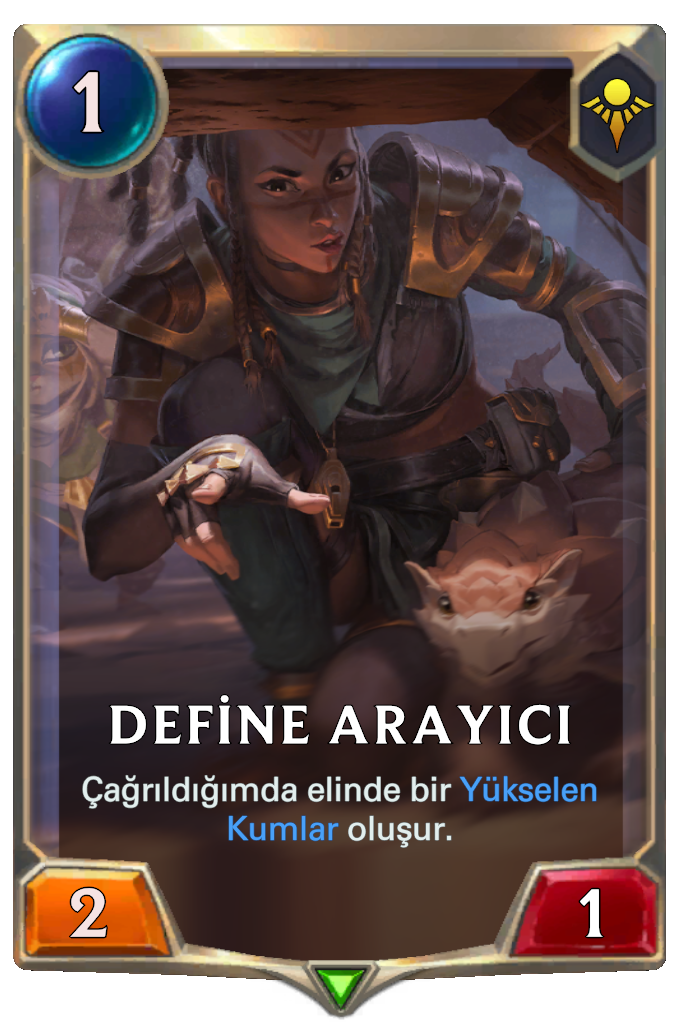 1
DEFİNE ARAYICI
Çağrıldığımda elinde bir Yükselen
Kumlar oluşur.
2
1